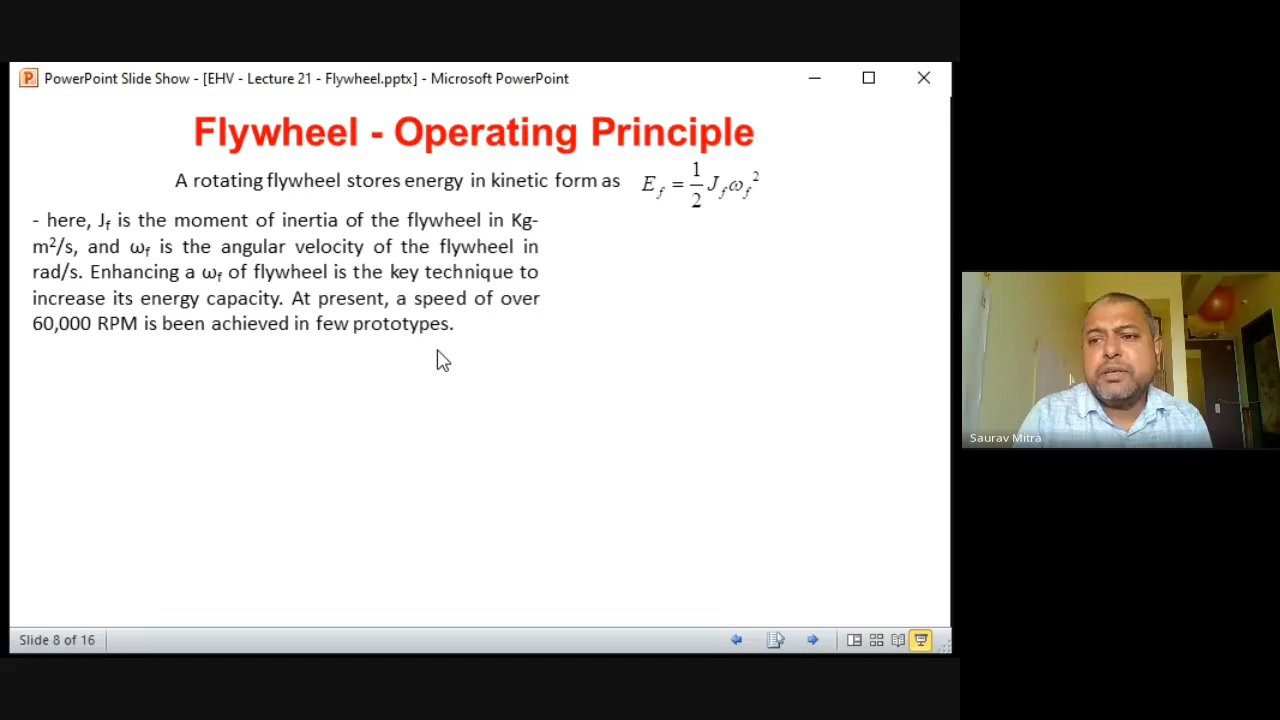 PowerPoint Slide Show - [EHV - Lecture 21 - Flywheel.pptx] - Microsoft PowerPoint
Flywheel - Operating Principle
A rotating flywheel stores energy in kinetic form as E_f = 1/2 J_f ω_f²
- here, J_f is the moment of inertia of the flywheel in Kg-
m²/s, and ω_f is the angular velocity of the flywheel in
rad/s. Enhancing a ω_f of flywheel is the key technique to
increase its energy capacity. At present, a speed of over
60,000 RPM is been achieved in few prototypes.
Saurav Mitra
Slide 8 of 16